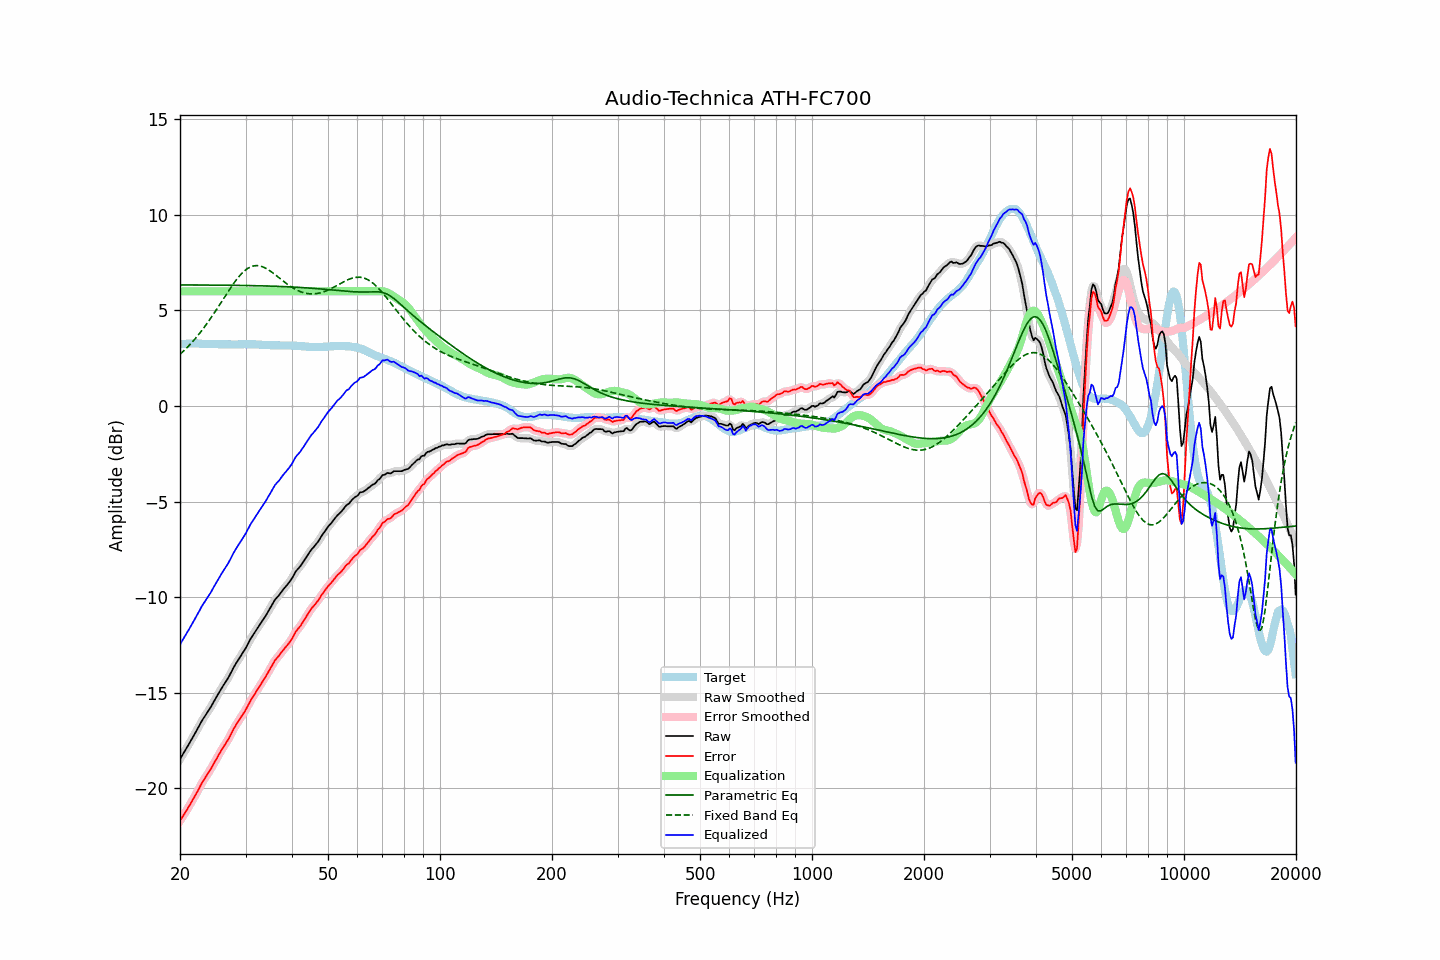 Audio-Technica ATH-FC700
Amplitude (dBr)
15
10
5
0
−5
−10
−15
−20
Target
Raw Smoothed
Error Smoothed
Raw
Error
Equalization
Parametric Eq
Fixed Band Eq
Equalized
20 50 100 200 500 1000 2000 5000 10000 20000
Frequency (Hz)